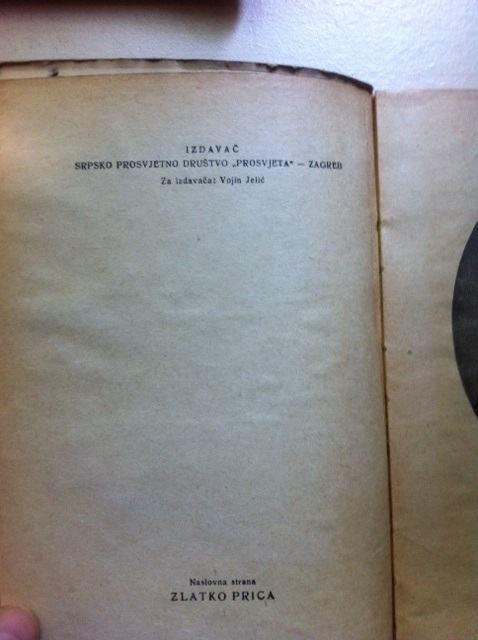 IZDAVAČ
SRPSKO PROSVJETNO DRUŠTVO „PROSVJETA" — ZAGREB
Za izdavača: Vojin Jelić
Naslovna strana
ZLATKO PRICA